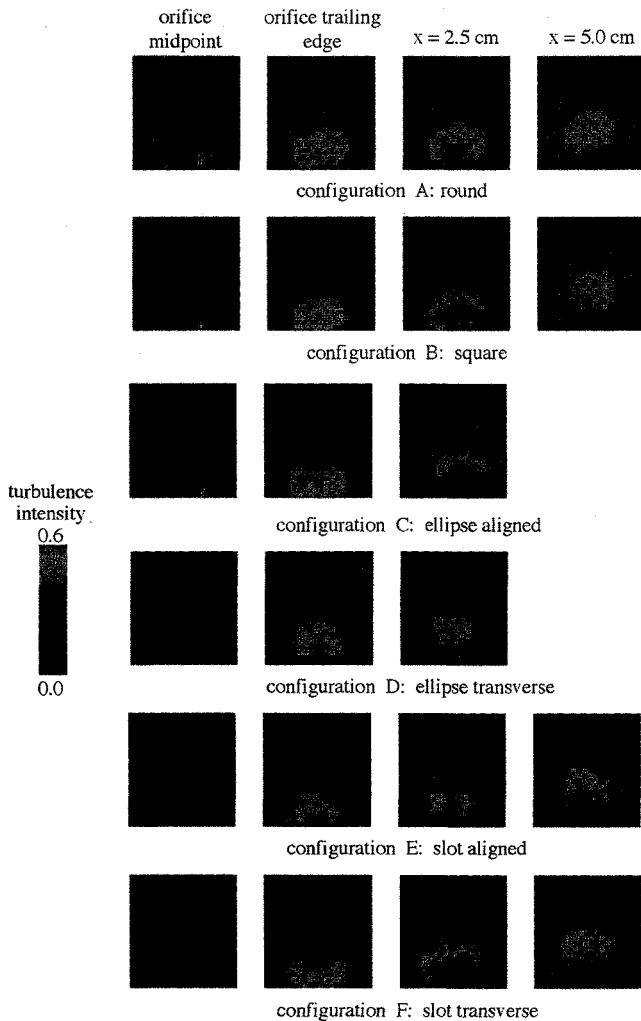 orifice midpoint
orifice trailing edge
x = 2.5 cm
x = 5.0 cm
configuration A: round
configuration B: square
configuration C: ellipse aligned
turbulence
intensity
0.6
0.0
configuration D: ellipse transverse
configuration E: slot aligned
configuration F: slot transverse